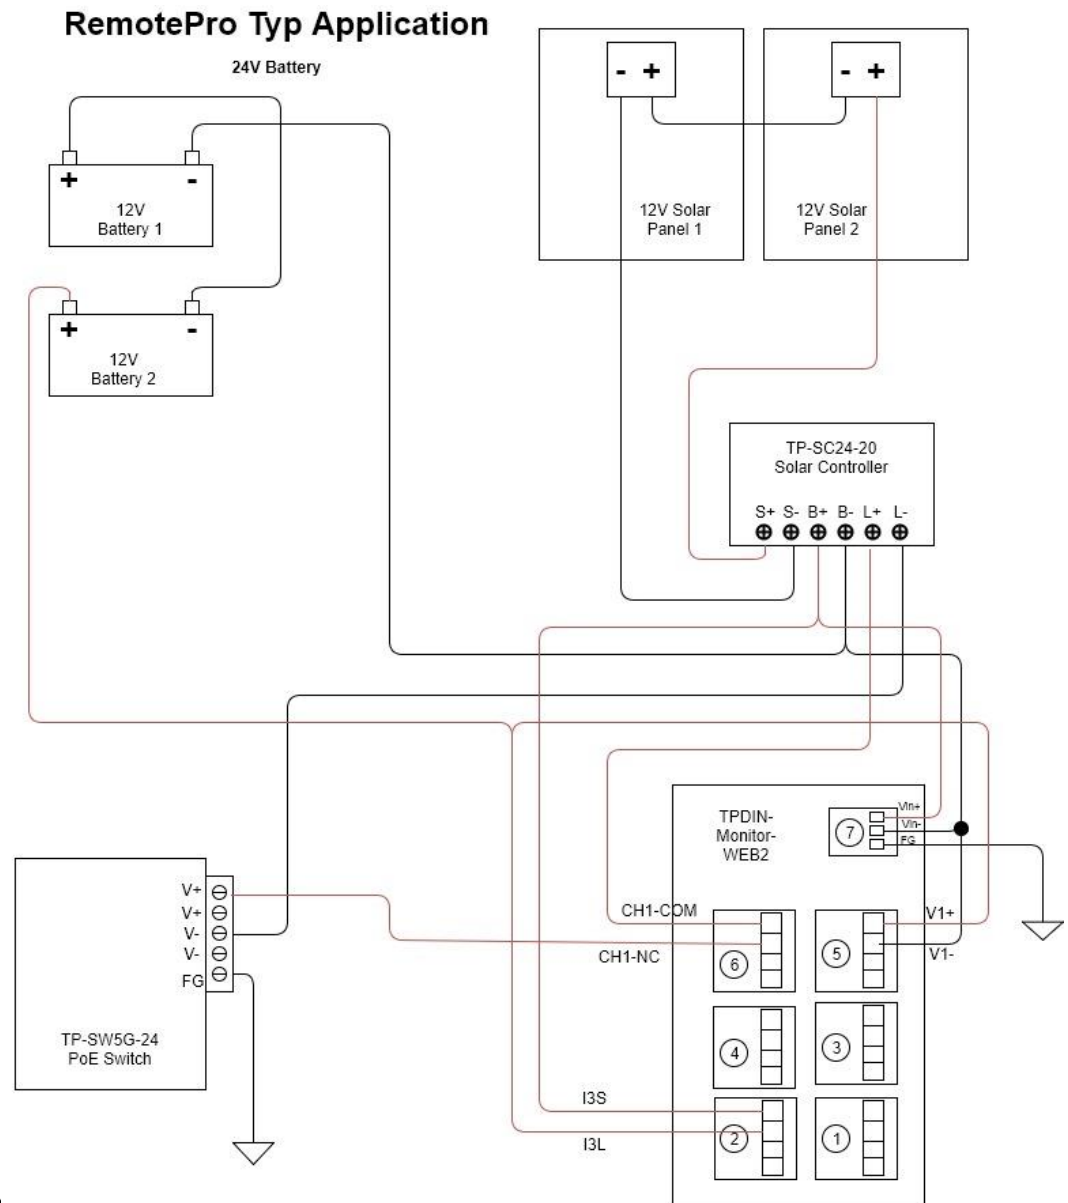 RemotePro Typ Application
24V Battery
- +
- +
+ -
12V
Battery 1
12V Solar
Panel 1
12V Solar
Panel 2
+ -
12V
Battery 2
TP-SC24-20
Solar Controller
S+ S- B+ B- L+ L-
TPDIN-
Monitor-
WEB2
7
Vin+
Vin-
FG
V+
V+
V-
V-
FG
TP-SW5G-24
PoE Switch
CH1-COM
CH1-NC
6
5
V1+
V1-
4
3
I3S
I3L
2
1